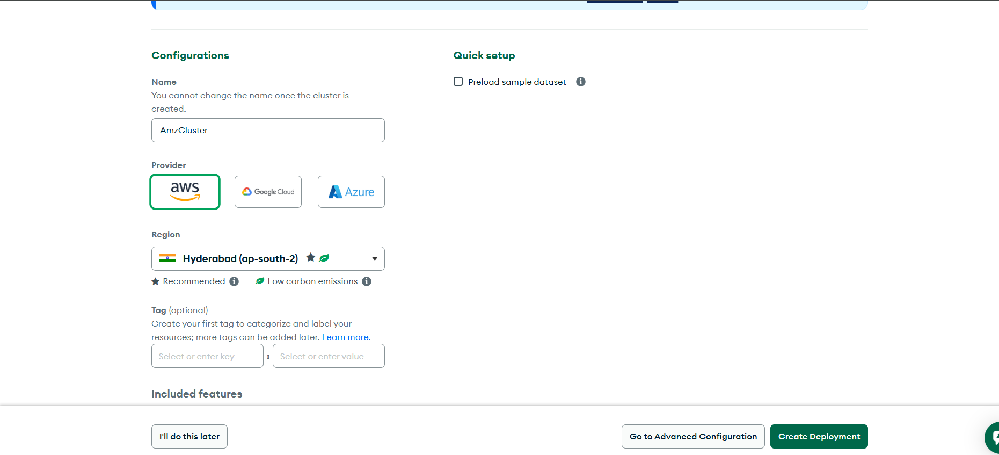 Configurations
Quick setup
Name
You cannot change the name once the cluster is
created.
AmzCluster
Preload sample dataset
Provider
aws
Google Cloud
Azure
Region
Hyderabad (ap-south-2)
Recommended
Low carbon emissions
Tag (optional)
Create your first tag to categorize and label your
resources; more tags can be added later. Learn more.
Select or enter key : Select or enter value
Included features
I'll do this later
Go to Advanced Configuration
Create Deployment